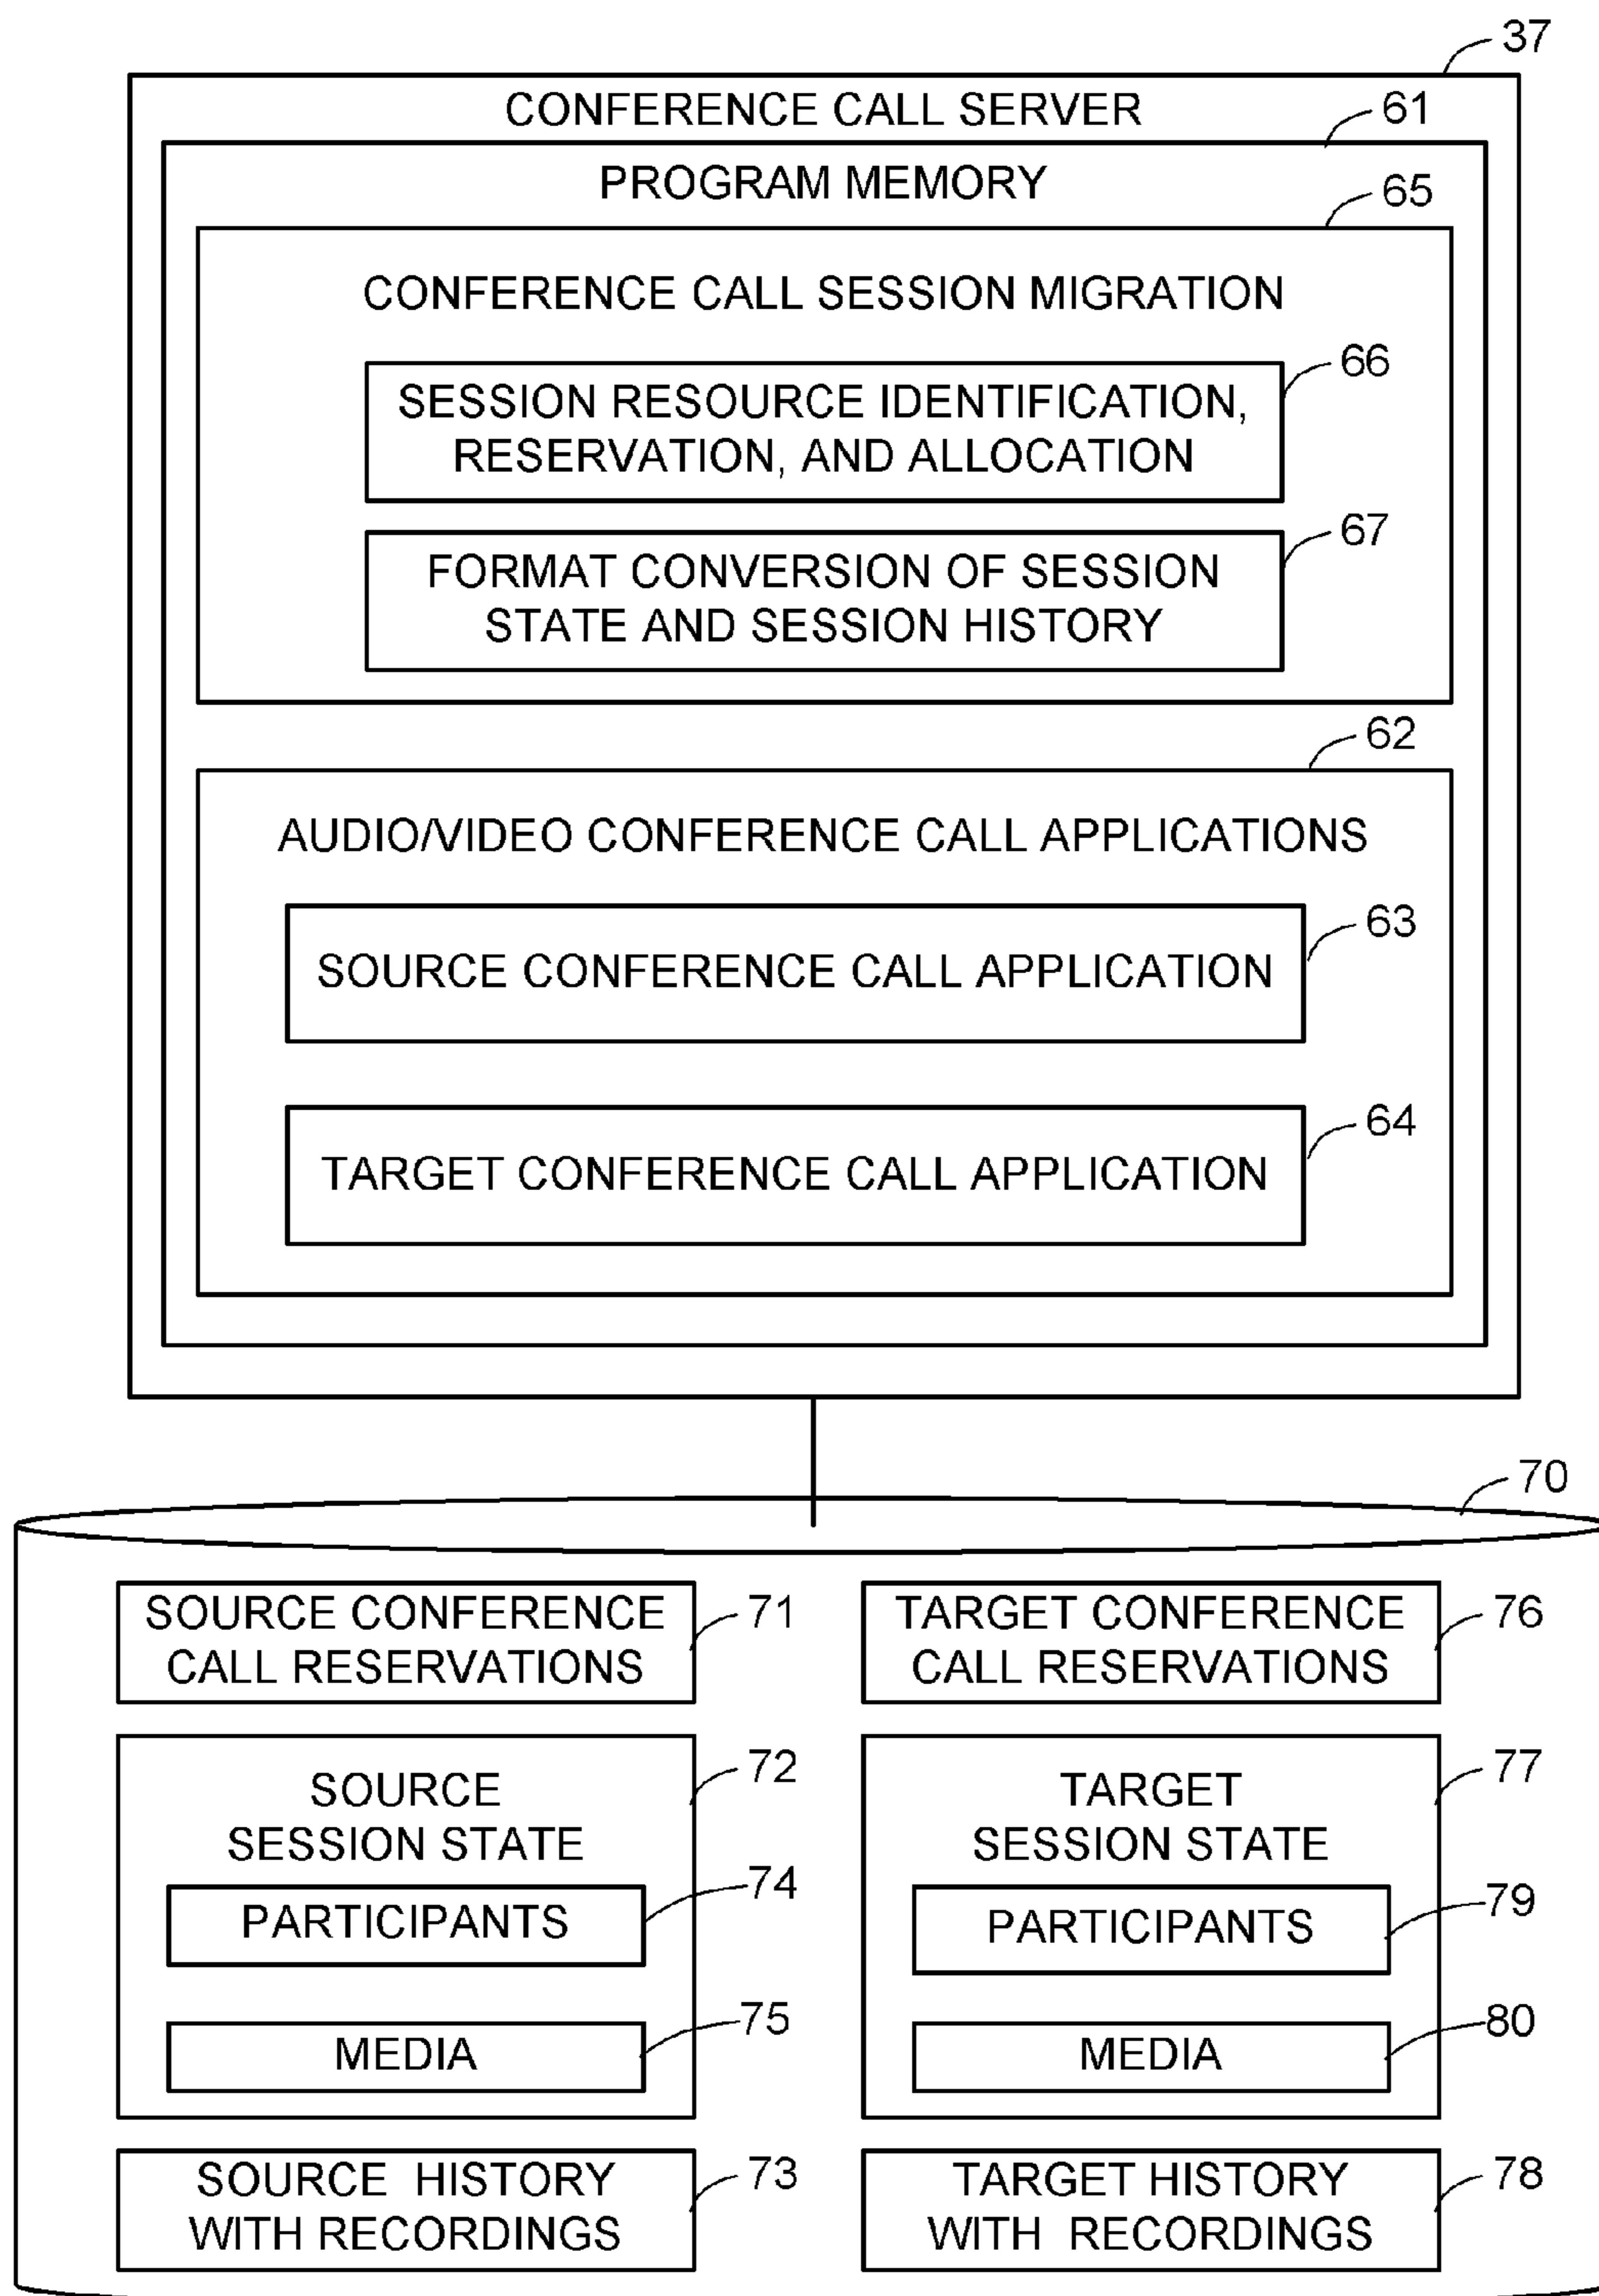 37
CONFERENCE CALL SERVER
61
PROGRAM MEMORY
65
CONFERENCE CALL SESSION MIGRATION
66
SESSION RESOURCE IDENTIFICATION,
RESERVATION, AND ALLOCATION
67
FORMAT CONVERSION OF SESSION
STATE AND SESSION HISTORY
62
AUDIO/VIDEO CONFERENCE CALL APPLICATIONS
63
SOURCE CONFERENCE CALL APPLICATION
64
TARGET CONFERENCE CALL APPLICATION
70
SOURCE CONFERENCE
CALL RESERVATIONS
71
TARGET CONFERENCE
CALL RESERVATIONS
76
SOURCE
SESSION STATE
72
PARTICIPANTS
74
MEDIA
75
TARGET
SESSION STATE
77
PARTICIPANTS
79
MEDIA
80
SOURCE HISTORY
WITH RECORDINGS
73
TARGET HISTORY
WITH RECORDINGS
78